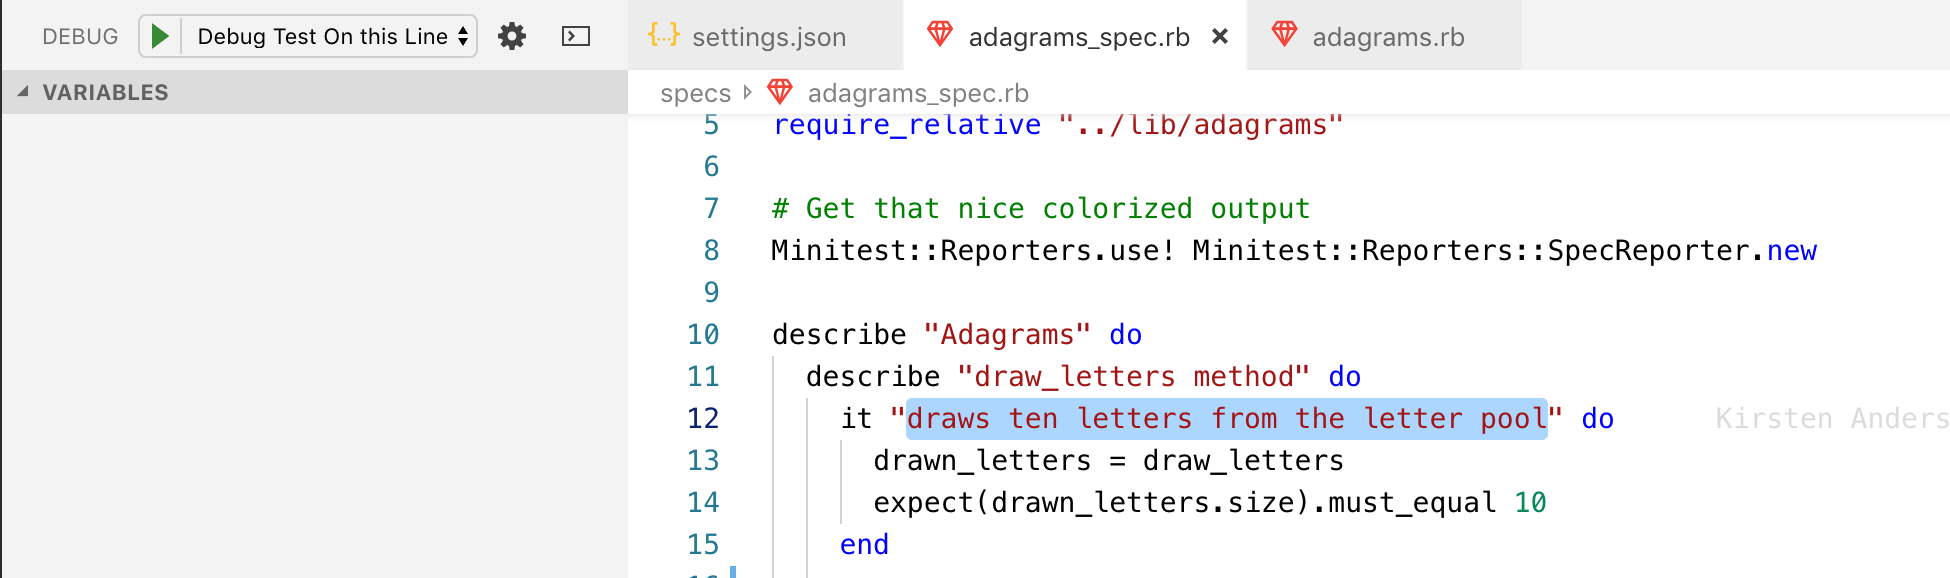 DEBUG Debug Test On this Line
VARIABLES
{...} settings.json adagrams_spec.rb × adagrams.rb
specs adagrams_spec.rb
5 require_relative "../lib/adagrams"
6
7 # Get that nice colorized output
8 Minitest::Reporters.use! Minitest::Reporters::SpecReporter.new
9
10 describe "Adagrams" do
11 describe "draw_letters method" do
12 it "draws ten letters from the letter pool" do Kirsten Anders
13 drawn_letters = draw_letters
14 expect(drawn_letters.size).must_equal 10
15 end